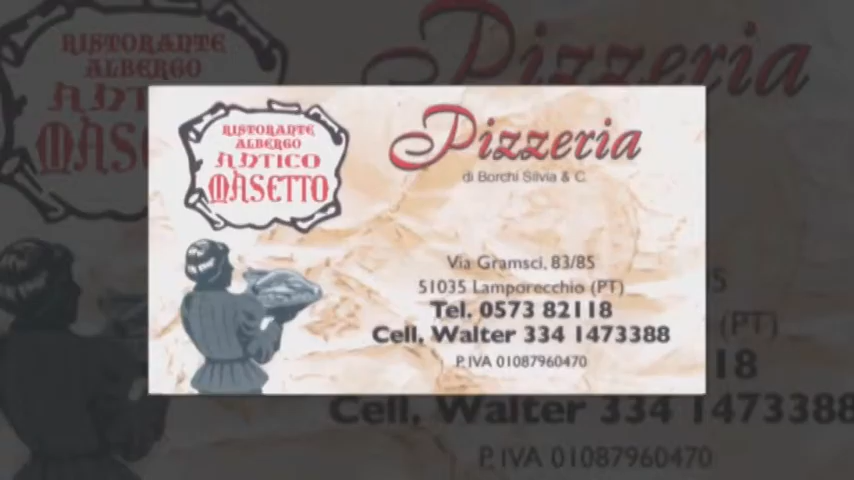 RISTORANTE
ALBERGO
ANTICO
MASETTO
Pizzeria
di Borchi Silvia & C.
Via Gramsci, 83/85
51035 Lamporecchio (PT)
Tel. 0573 82118
Cell. Walter 334 1473388
P.IVA 01087960470